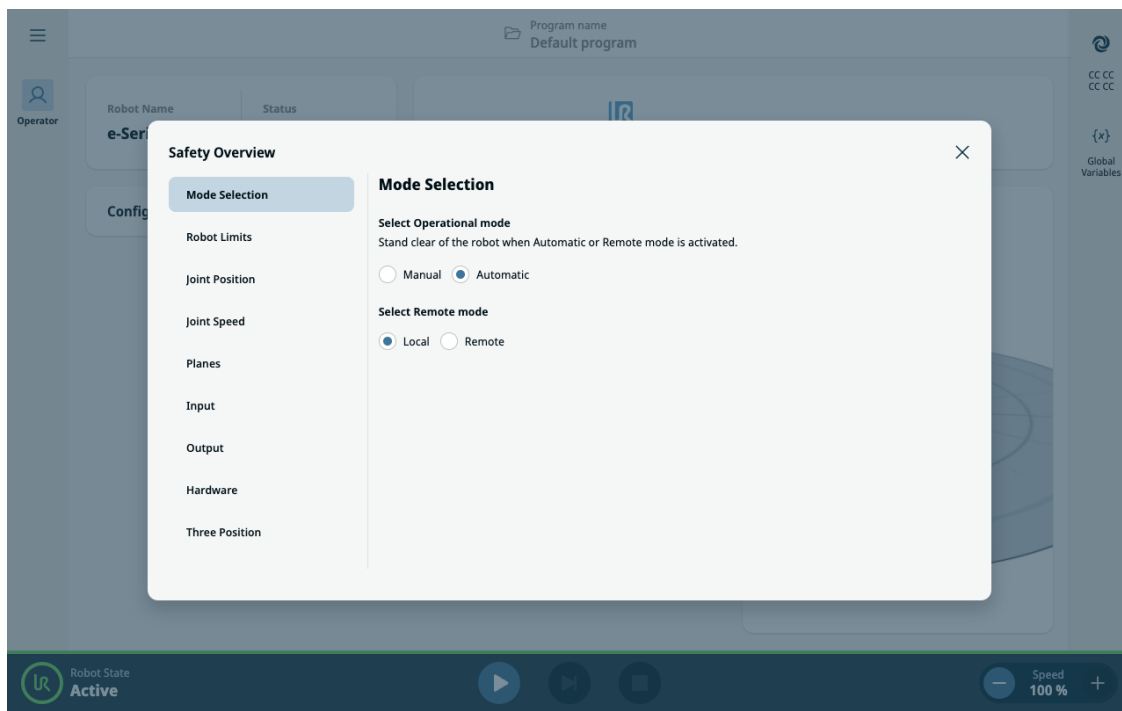 Program name
Default program
Operator
Robot Name
Status
e-Seri
Config
CC CC
CC CC
{x}
Global
Variables
Safety Overview
Mode Selection
Robot Limits
Joint Position
Joint Speed
Planes
Input
Output
Hardware
Three Position
Mode Selection
Select Operational mode
Stand clear of the robot when Automatic or Remote mode is activated.
Manual Automatic
Select Remote mode
Local Remote
Robot State
Active
Speed
100 %